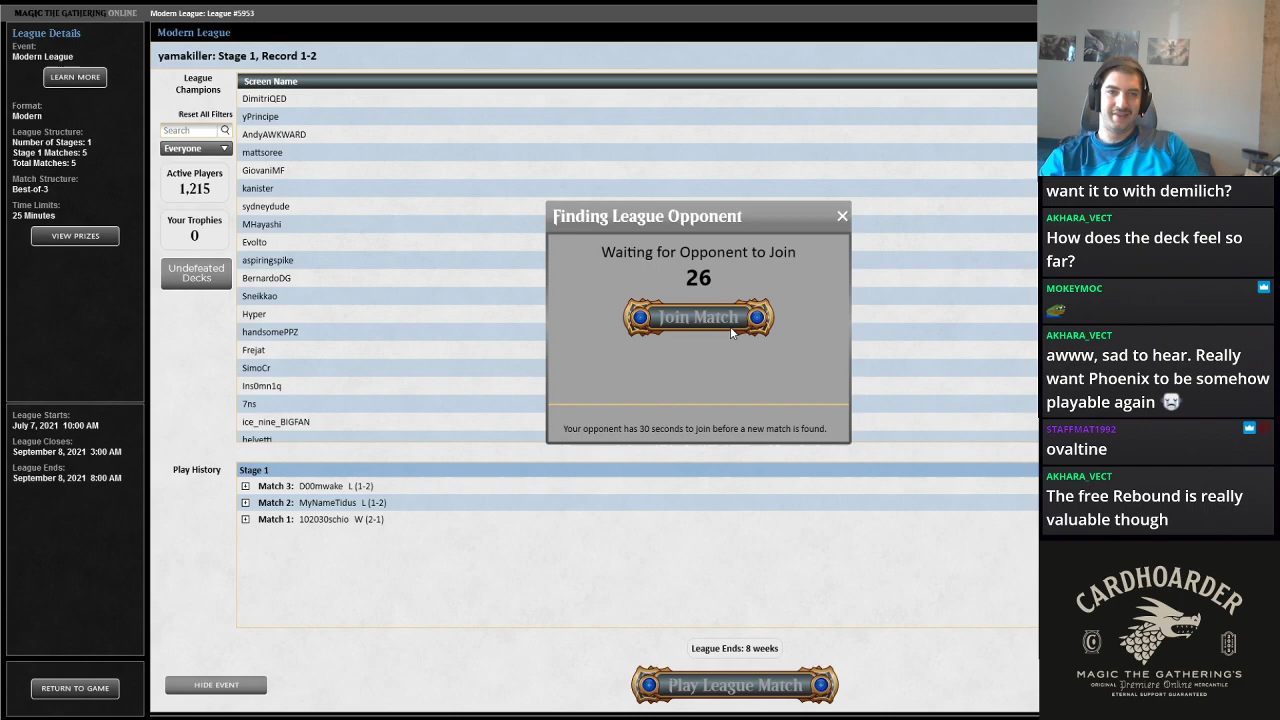 MAGIC THE GATHERING ONLINE
Modern League: League #5953
League Details
Event:
Modern League
LEARN MORE
Format:
Modern
League Structure:
Number of Stages: 1
Stage 1 Matches: 5
Total Matches: 5
Match Structure:
Best-of-3
Time Limits:
25 Minutes
VIEW PRIZES
League Starts:
July 7, 2021 10:00 AM
League Closes:
September 8, 2021 3:00 AM
League Ends:
September 8, 2021 8:00 AM
RETURN TO GAME
Modern League
yamakiller: Stage 1, Record 1-2
League
Champions
Reset All Filters
Search
Everyone
Active Players
1,215
Your Trophies
0
Undefeated
Decks
Screen Name
DimitriQED
yPrincipe
AndyAWKWARD
mattsoree
GiovaniMF
kanister
sydneydude
MHayashi
Evolto
aspiringspike
BernardoDG
Sneikkao
Hyper
handsomePPZ
Frejat
SimoCr
Ins0mn1q
7ns
ice_nine_BIGFAN
helvetti
Finding League Opponent
Waiting for Opponent to Join
26
Join Match
Your opponent has 30 seconds to join before a new match is found.
Play History
Stage 1
Match 3: D00mwake L (1-2)
Match 2: MyNameTidus L (1-2)
Match 1: 102030schio W (2-1)
League Ends: 8 weeks
HIDE EVENT
Play League Match
want it to with demilich?
AKHARA_VECT
How does the deck feel so
far?
MOKEYMOC
AKHARA_VECT
awww, sad to hear. Really
want Phoenix to be somehow
playable again
STAFFMAT1992
ovaltine
AKHARA_VECT
The free Rebound is really
valuable though
CARDHOARDER
MAGIC THE GATHERING'S
ORIGINAL Premiere Online MERCANTILE
ETERNAL SUPPORT GUARANTEED